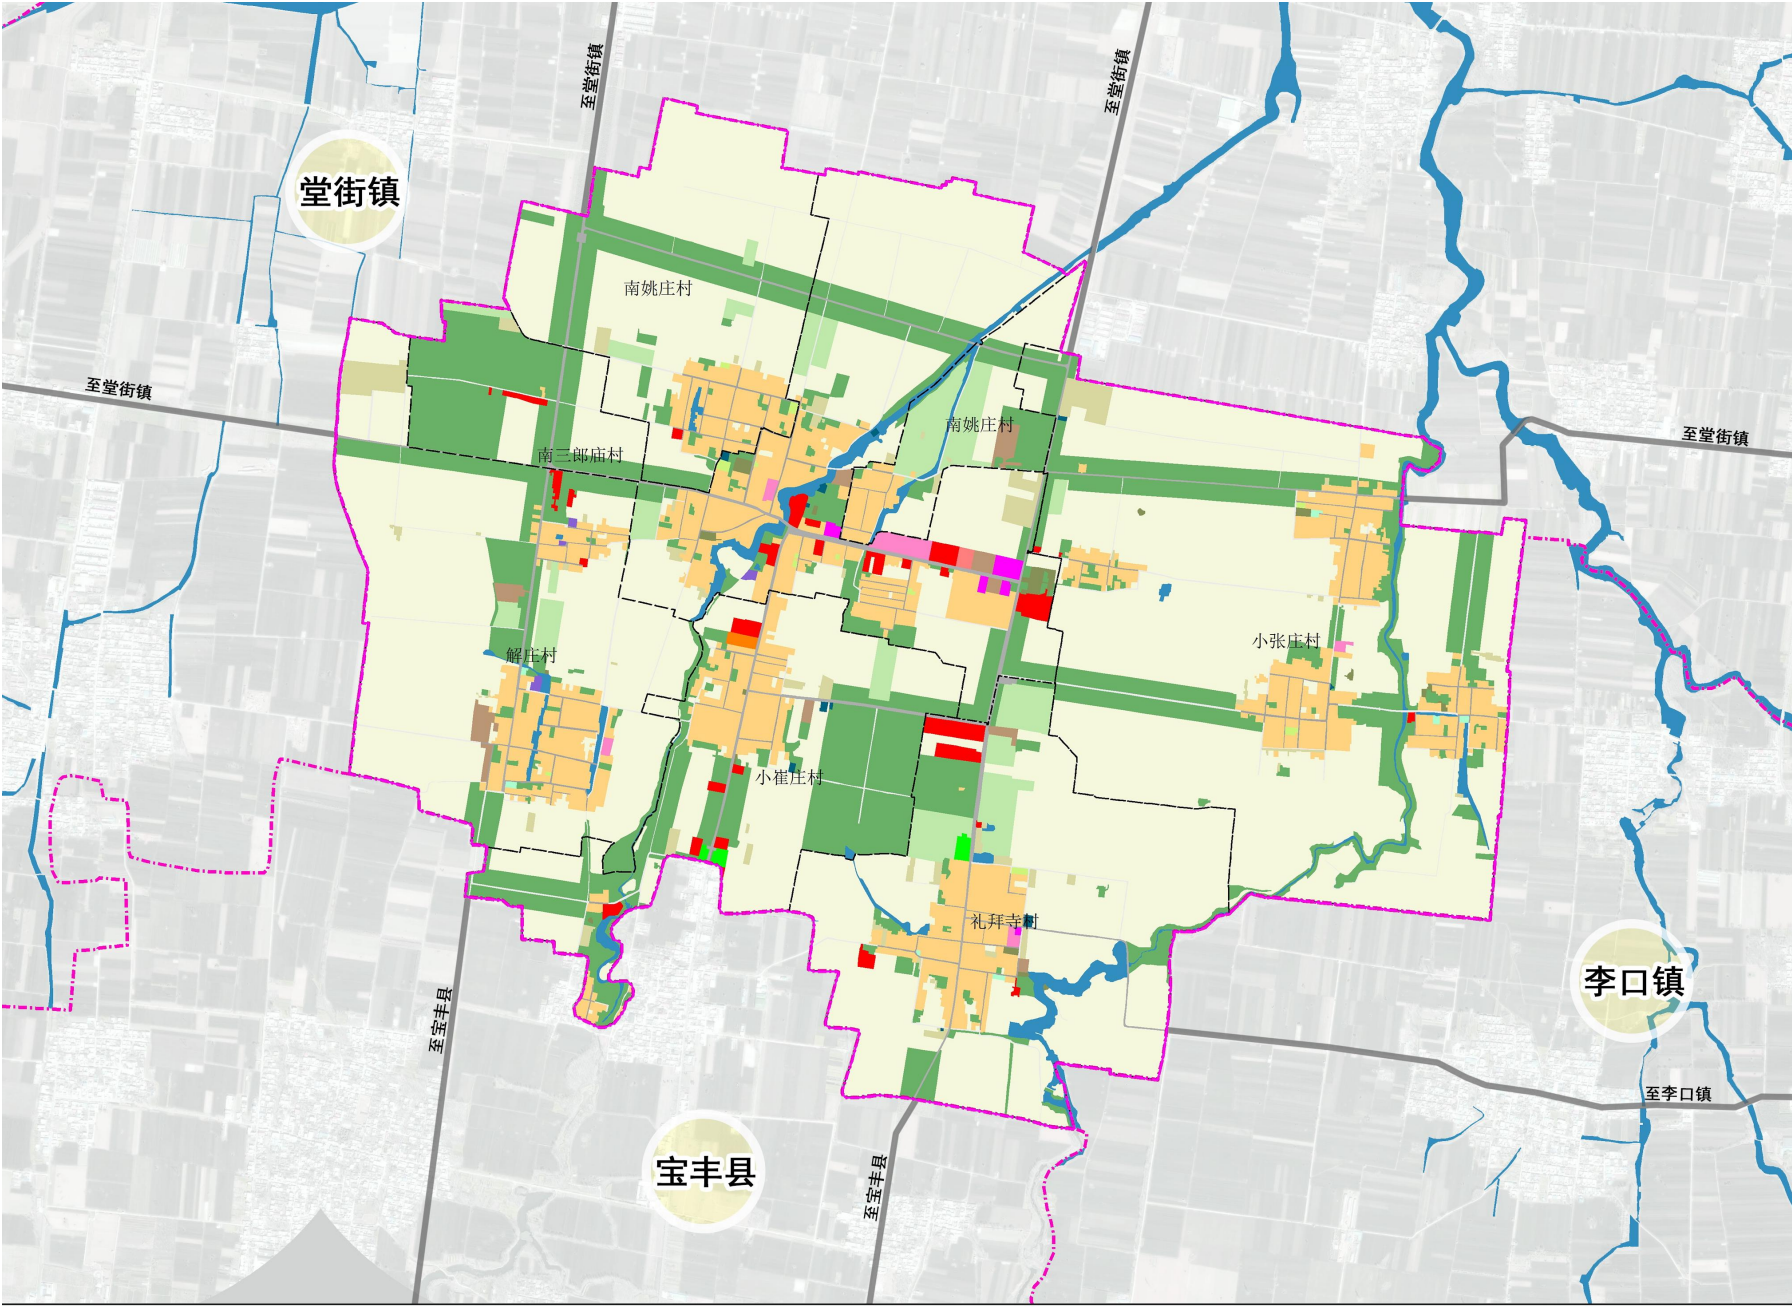 至堂街镇
至堂街镇
堂街镇
南姚庄村
至堂街镇
南姚庄村
至堂街镇
南三郎庙村
小张庄村
解庄村
小崔庄村
礼拜寺村
李口镇
至宝丰县
至李口镇
宝丰县
至宝丰县